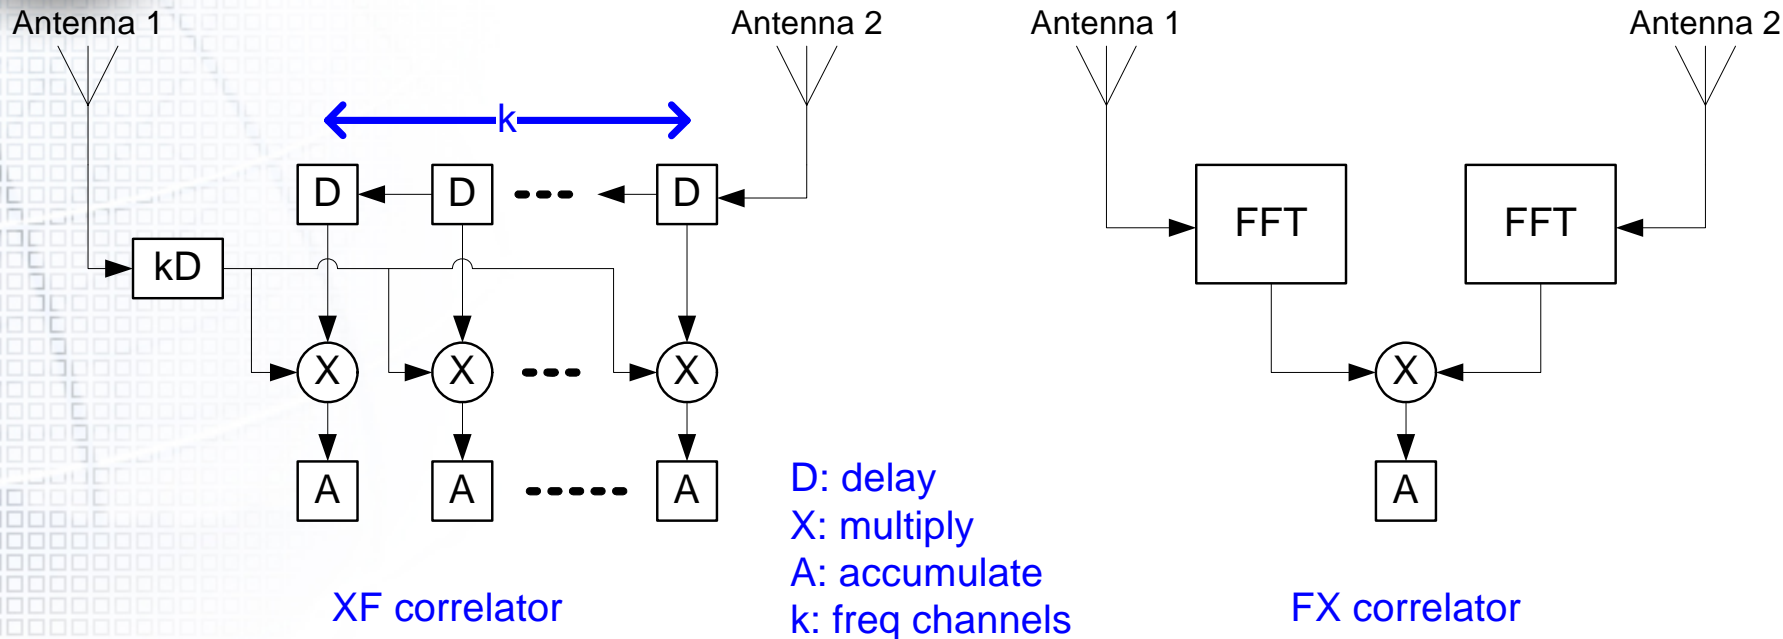 Antenna 1
Antenna 2
Antenna 1
Antenna 2
k
D
D
D
FFT
FFT
kD
X
X
X
X
A
A
A
A
D: delay
X: multiply
A: accumulate
k: freq channels
XF correlator
FX correlator